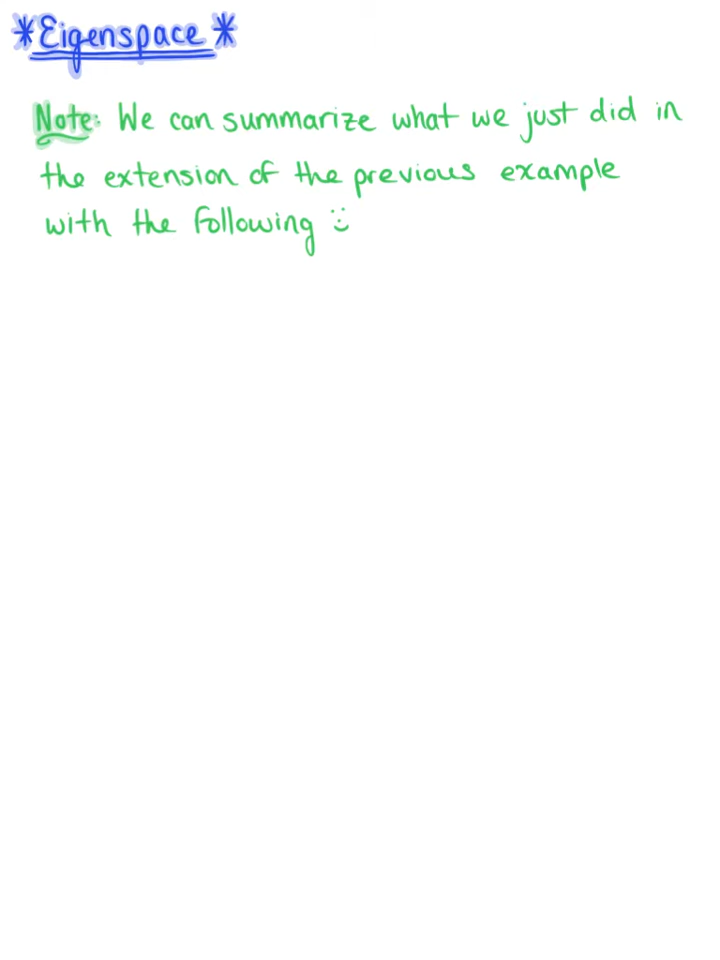 *Eigenspace*
Note: We can summarize what we just did in
the extension of the previous example
with the following :)